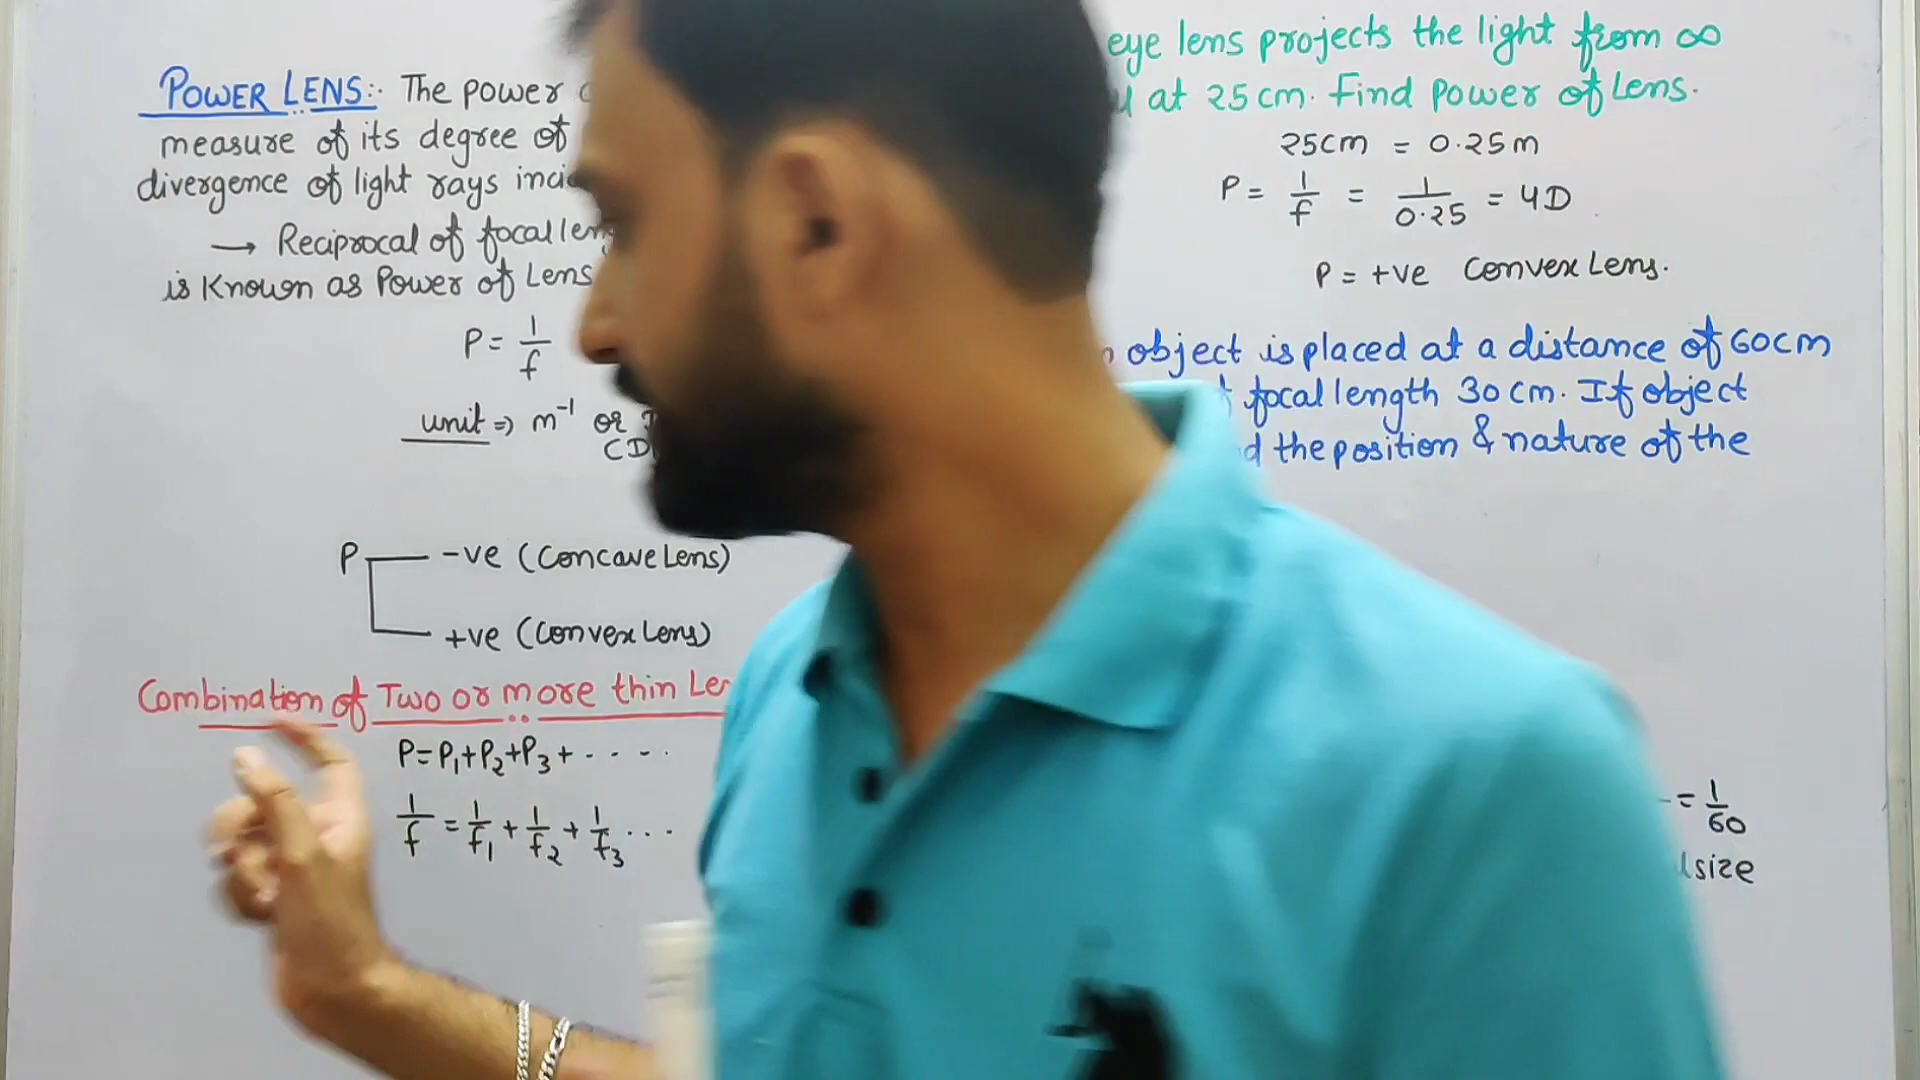 POWER LENS:- The power
measure of its degree of
divergence of light rays
→ Reciprocal of focal
is Known as Power of Lens
P = 1/f
unit ⇒ m⁻¹ or
P -ve (Concave Lens)
+ve (Convex Lens)
Combination of Two or more thin
P=P₁+P₂+P₃+ - - - -
1/f = 1/f₁ + 1/f₂ + 1/f₃ ...
eye lens projects the light from ∞
at 25 cm. Find power of Lens.
25cm = 0.25m
P = 1/f = 1/0.25 = 4D
P = +ve Convex Lens.
object is placed at a distance of 60cm
focal length 30 cm. If object
the position & nature of the
= 1/60
size